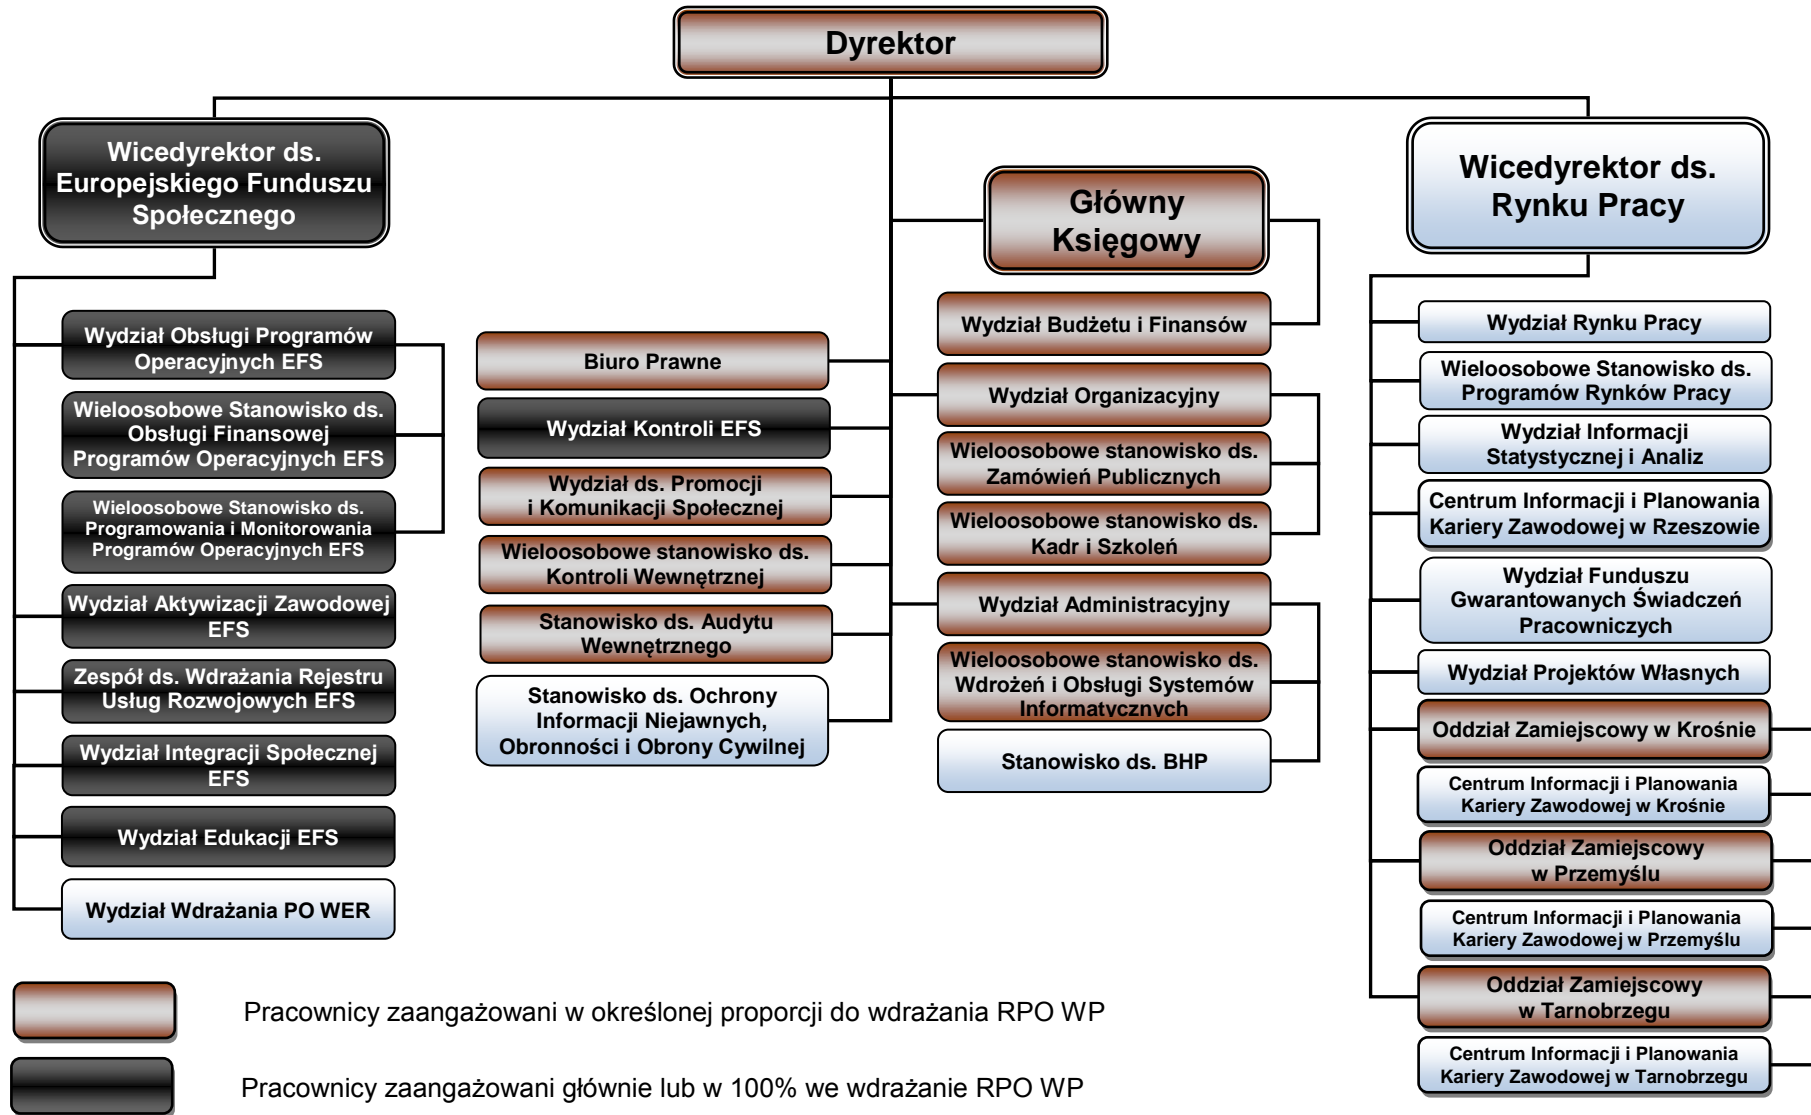 Dyrektor
Wicedyrektor ds.
Europejskiego Funduszu
Społecznego
Główny
Księgowy
Wicedyrektor ds.
Rynku Pracy
Wydział Obsługi Programów
Operacyjnych EFS
Wieloosobowe Stanowisko ds.
Obsługi Finansowej
Programów Operacyjnych EFS
Wieloosobowe Stanowisko ds.
Programowania i Monitorowania
Programów Operacyjnych EFS
Wydział Aktywizacji Zawodowej
EFS
Zespół ds. Wdrażania Rejestru
Usług Rozwojowych EFS
Wydział Integracji Społecznej
EFS
Wydział Edukacji EFS
Wydział Wdrażania PO WER
Biuro Prawne
Wydział Kontroli EFS
Wydział ds. Promocji
i Komunikacji Społecznej
Wieloosobowe stanowisko ds.
Kontroli Wewnętrznej
Stanowisko ds. Audytu
Wewnętrznego
Stanowisko ds. Ochrony
Informacji Niejawnych,
Obronności i Obrony Cywilnej
Wydział Budżetu i Finansów
Wydział Organizacyjny
Wieloosobowe stanowisko ds.
Zamówień Publicznych
Wieloosobowe stanowisko ds.
Kadr i Szkoleń
Wydział Administracyjny
Wieloosobowe stanowisko ds.
Wdrożeń i Obsługi Systemów
Informatycznych
Stanowisko ds. BHP
Wydział Rynku Pracy
Wieloosobowe Stanowisko ds.
Programów Rynków Pracy
Wydział Informacji
Statystycznej i Analiz
Centrum Informacji i Planowania
Kariery Zawodowej w Rzeszowie
Wydział Funduszu
Gwarantowanych Świadczeń
Pracowniczych
Wydział Projektów Własnych
Oddział Zamiejscowy w Krośnie
Centrum Informacji i Planowania
Kariery Zawodowej w Krośnie
Oddział Zamiejscowy
w Przemyślu
Centrum Informacji i Planowania
Kariery Zawodowej w Przemyślu
Oddział Zamiejscowy
w Tarnobrzegu
Centrum Informacji i Planowania
Kariery Zawodowej w Tarnobrzegu
Pracownicy zaangażowani w określonej proporcji do wdrażania RPO WP
Pracownicy zaangażowani głównie lub w 100% we wdrażanie RPO WP